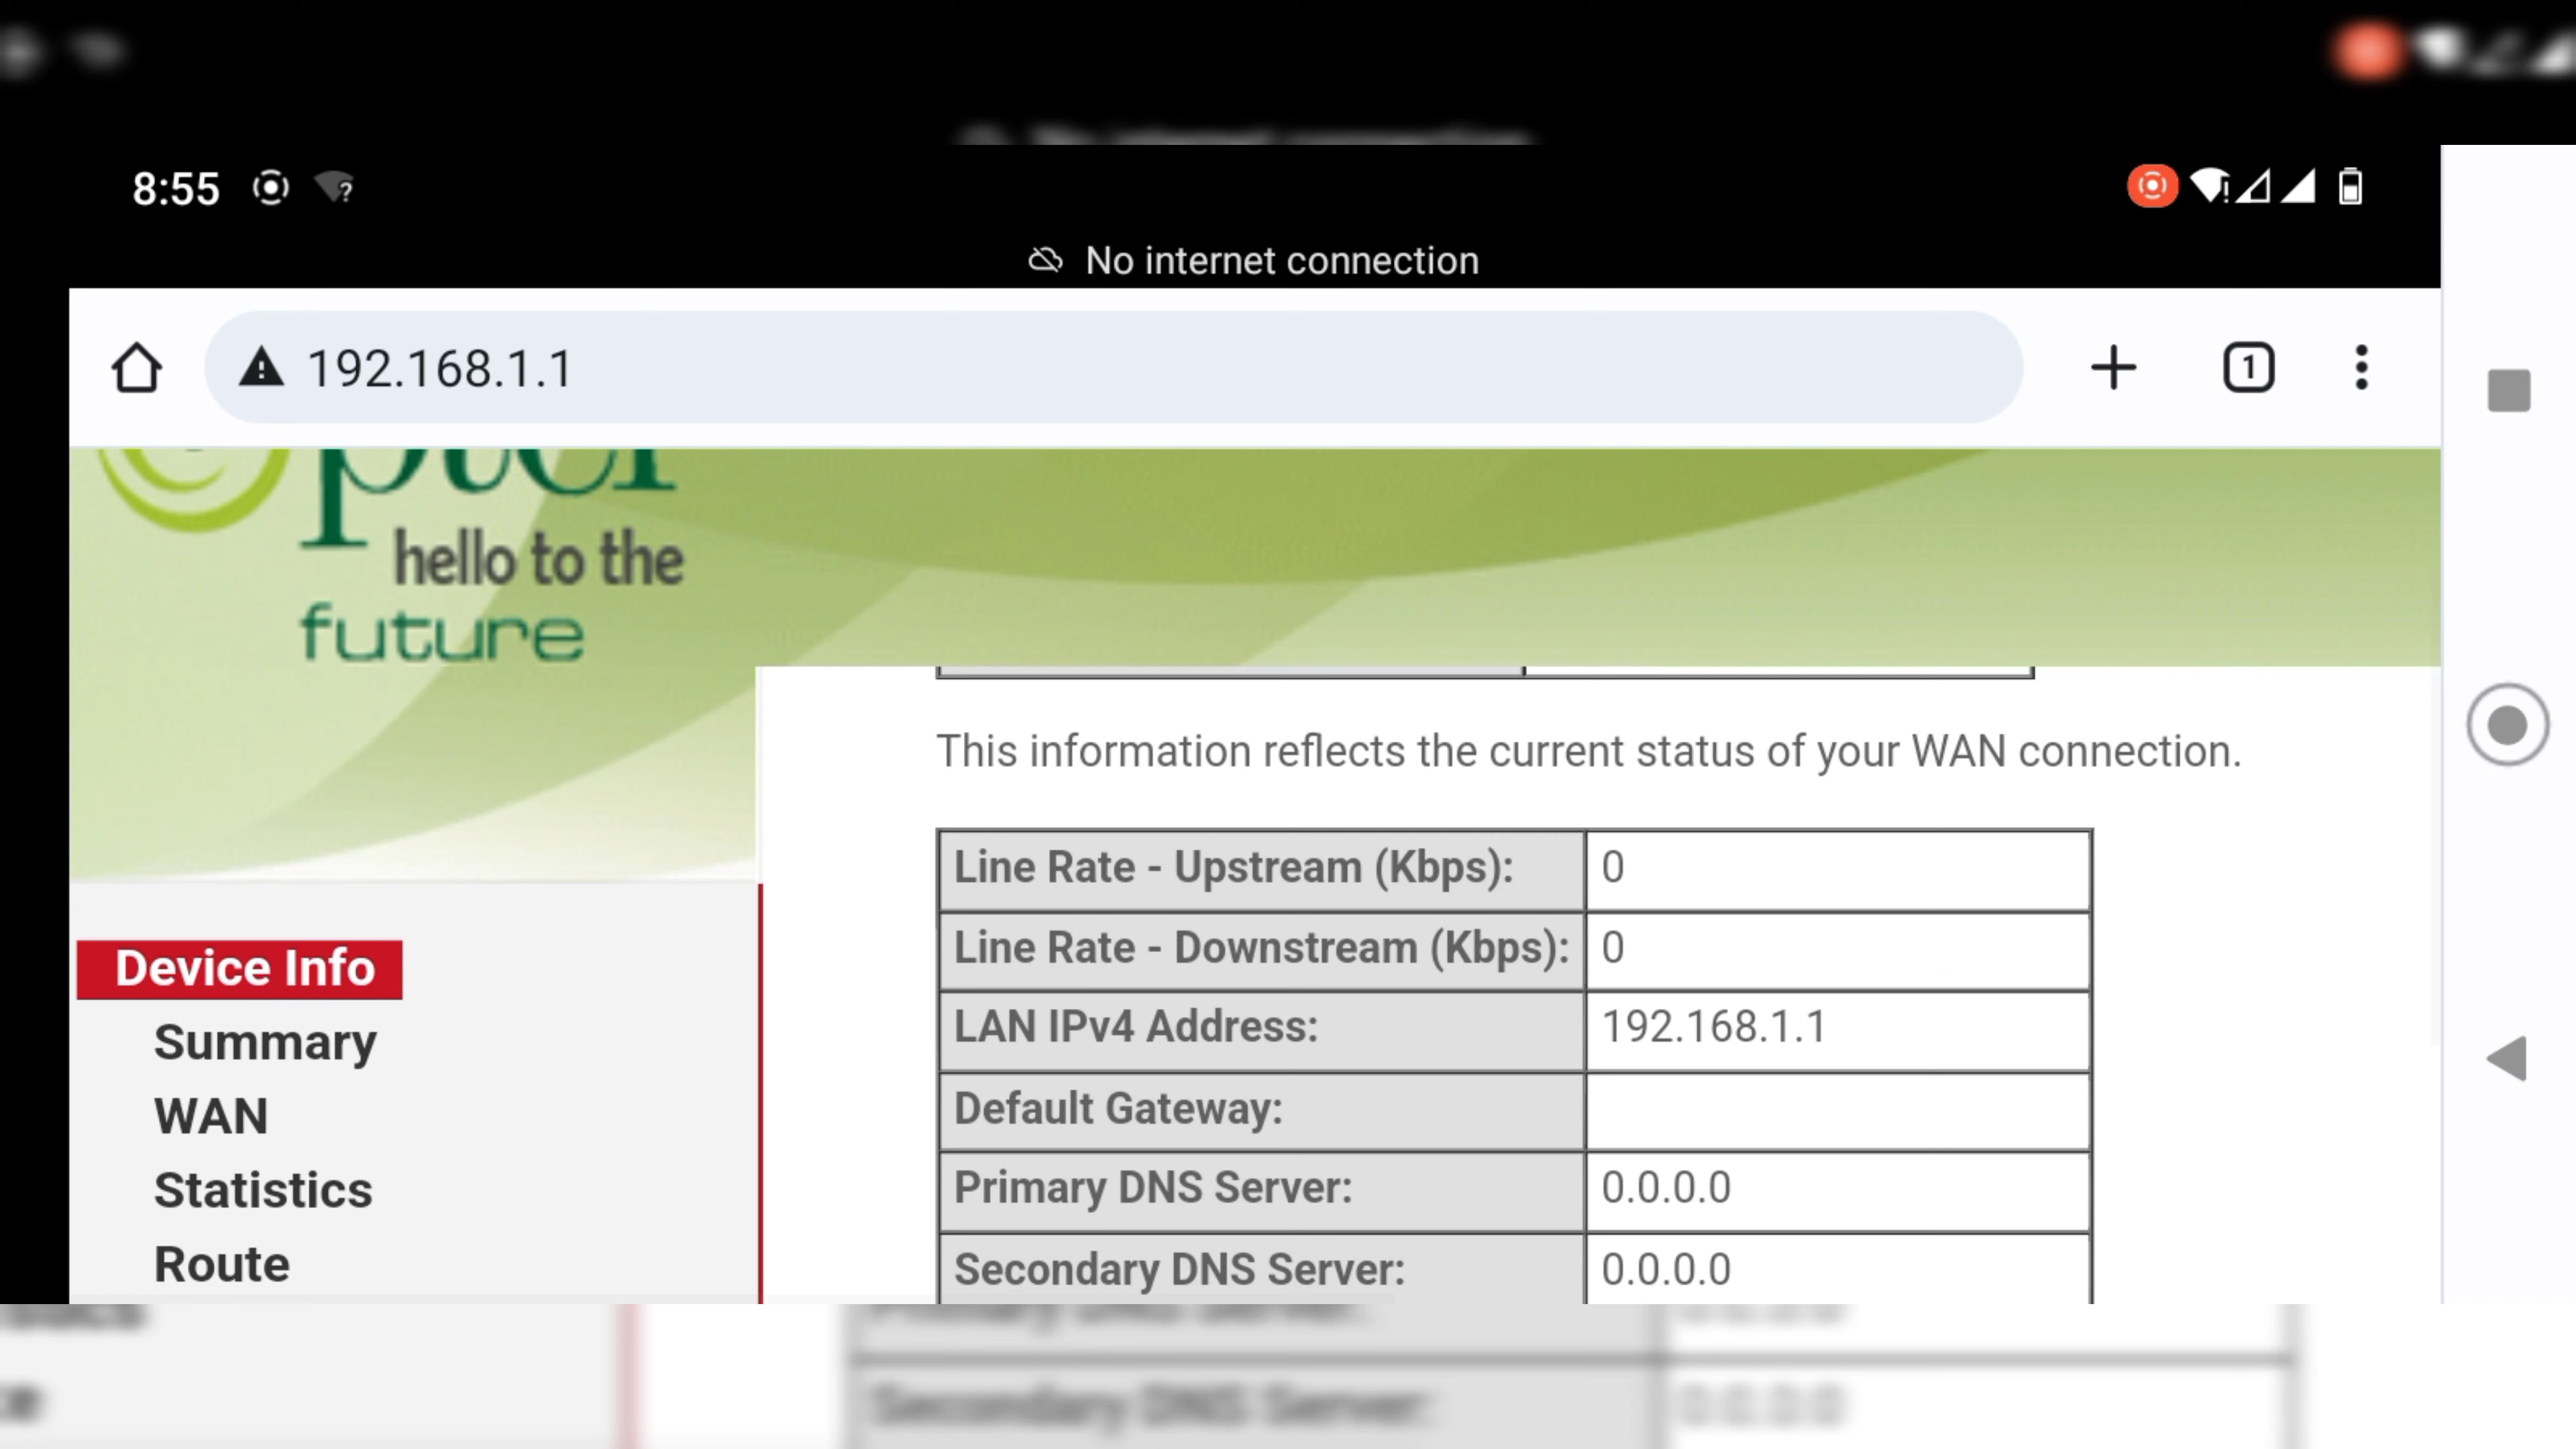 8:55
No internet connection
192.168.1.1
1
hello to the
future
This information reflects the current status of your WAN connection.
Line Rate - Upstream (Kbps): 0
Line Rate - Downstream (Kbps): 0
LAN IPv4 Address: 192.168.1.1
Default Gateway:
Primary DNS Server: 0.0.0.0
Secondary DNS Server: 0.0.0.0
Device Info
Summary
WAN
Statistics
Route